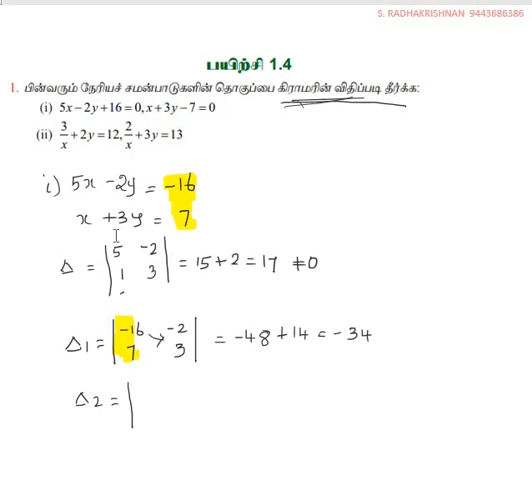 S. RADHAKRISHNAN 9443686386
பயிற்சி 1.4
1. பின்வரும் நேரியச் சமன்பாடுகளின் தொகுப்பை கிராமரின் விதிப்படி தீர்க்க:
(i) 5x−2y+16=0, x+3y−7=0
(ii) 3/x+2y=12, 2/x+3y=13
i) 5x -2y = -16
x +3y = 7
Δ = | 5 -2 | = 15+2 = 17 ≠0
| 1 3 |
Δ1 = | -16 -2 | = -48+14 = -34
| 7 3 |
Δ2 = |